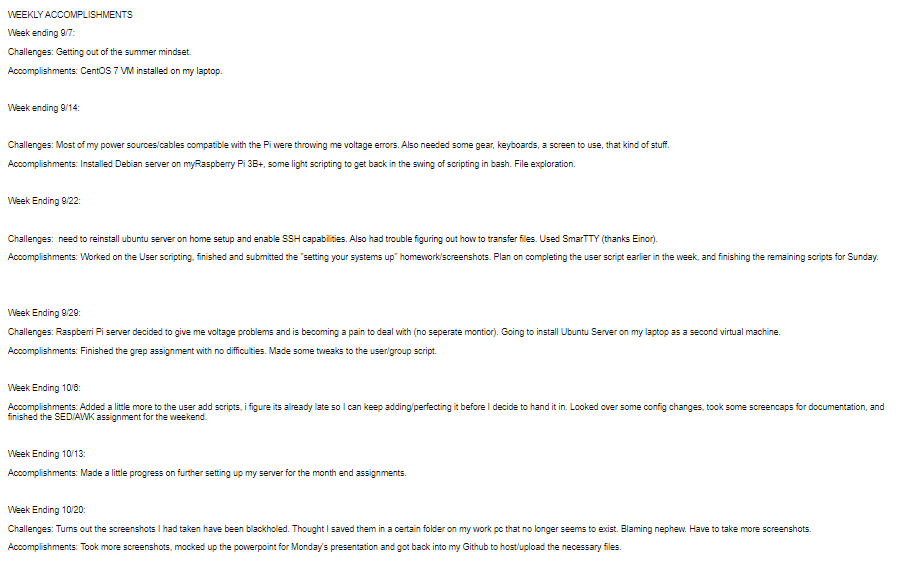 WEEKLY ACCOMPLISHMENTS
Week ending 9/7:
Challenges: Getting out of the summer mindset.
Accomplishments: CentOS 7 VM installed on my laptop.
Week ending 9/14:
Challenges: Most of my power sources/cables compatible with the Pi were throwing me voltage errors. Also needed some gear, keyboards, a screen to use, that kind of stuff.
Accomplishments: Installed Debian server on myRaspberry Pi 3B+, some light scripting to get back in the swing of scripting in bash. File exploration.
Week Ending 9/22:
Challenges:  need to reinstall ubuntu server on home setup and enable SSH capabilities. Also had trouble figuring out how to transfer files. Used SmarTTY (thanks Einor).
Accomplishments: Worked on the User scripting, finished and submitted the "setting your systems up" homework/screenshots. Plan on completing the user script earlier in the week, and finishing the remaining scripts for Sunday.
Week Ending 9/29:
Challenges: Raspberri Pi server decided to give me voltage problems and is becoming a pain to deal with (no seperate montior). Going to install Ubuntu Server on my laptop as a second virtual machine.
Accomplishments: Finished the grep assignment with no difficulties. Made some tweaks to the user/group script.
Week Ending 10/6:
Accomplishments: Added a little more to the user add scripts, i figure its already late so I can keep adding/perfecting it before I decide to hand it in. Looked over some config changes, took some screencaps for documentation, and
finished the SED/AWK assignment for the weekend.
Week Ending 10/13:
Accomplishments: Made a little progress on further setting up my server for the month end assignments.
Week Ending 10/20:
Challenges: Turns out the screenshots I had taken have been blackholed. Thought I saved them in a certain folder on my work pc that no longer seems to exist. Blaming nephew. Have to take more screenshots.
Accomplishments: Took more screenshots, mocked up the powerpoint for Monday's presentation and got back into my Github to host/upload the necessary files.